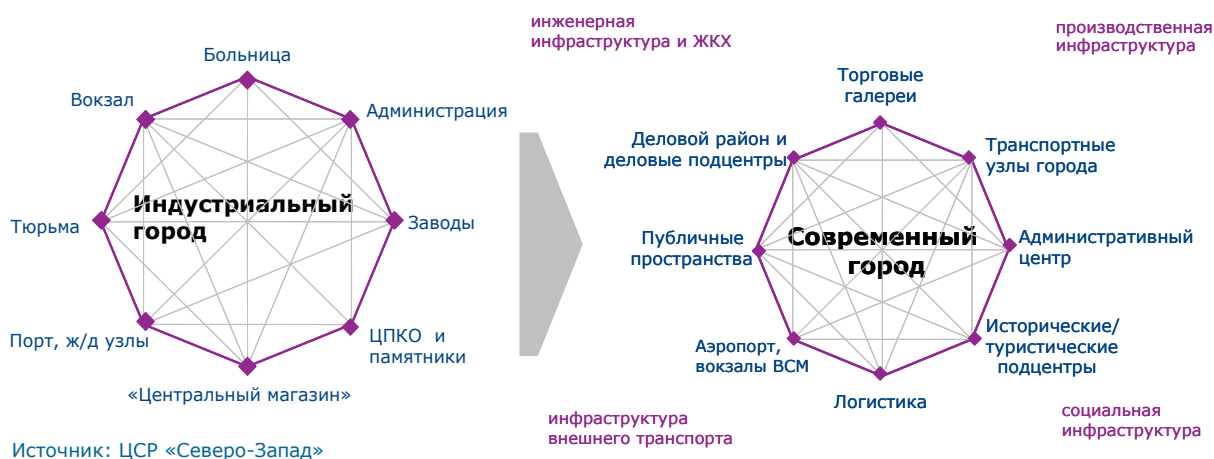 инженерная
инфраструктура и ЖКХ
производственная
инфраструктура
Больница
Вокзал
Администрация
Индустриальный
город
Тюрьма
Заводы
Порт, ж/д узлы
ЦПКО и
памятники
«Центральный магазин»
Торговые
галереи
Деловой район и
деловые подцентры
Транспортные
узлы города
Публичные
пространства
Современный
город
Административный
центр
Аэропорт,
вокзалы ВСМ
Исторические/
туристические
подцентры
Логистика
инфраструктура
внешнего транспорта
социальная
инфраструктура
Источник: ЦСР «Северо-Запад»